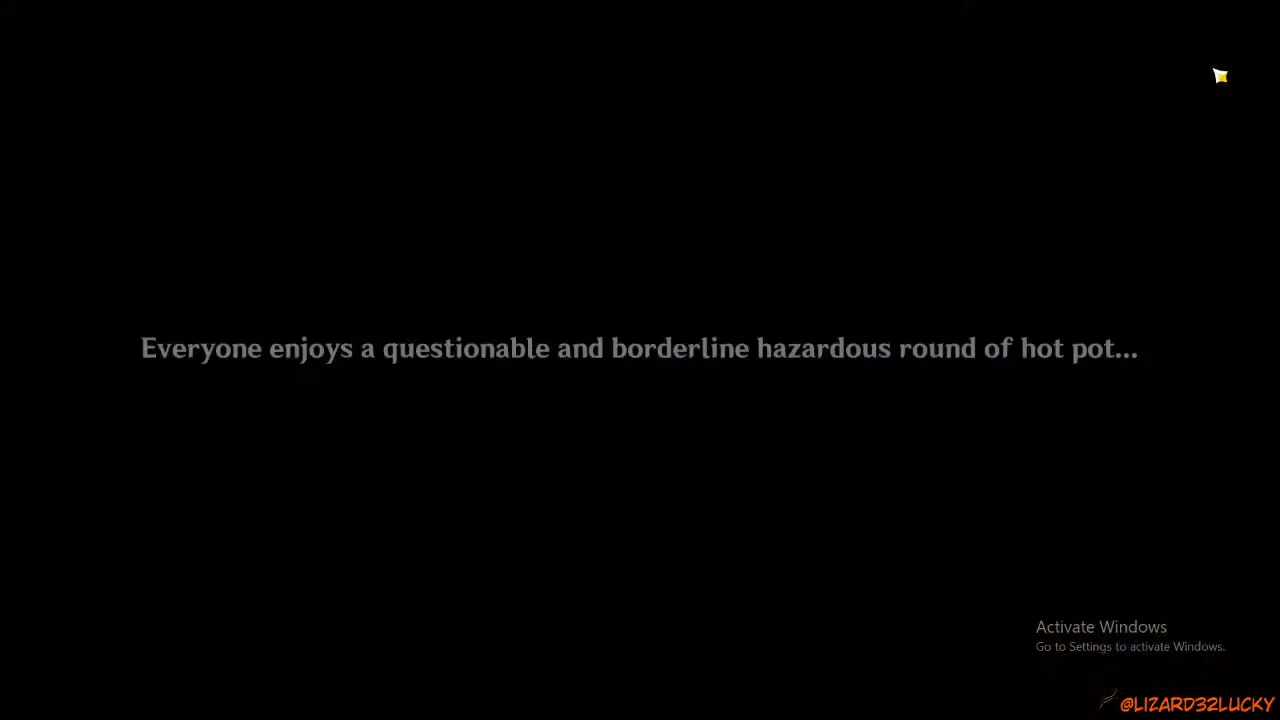 Everyone enjoys a questionable and borderline hazardous round of hot pot...
Activate Windows
Go to Settings to activate Windows.
@LIZARD32LUCKY